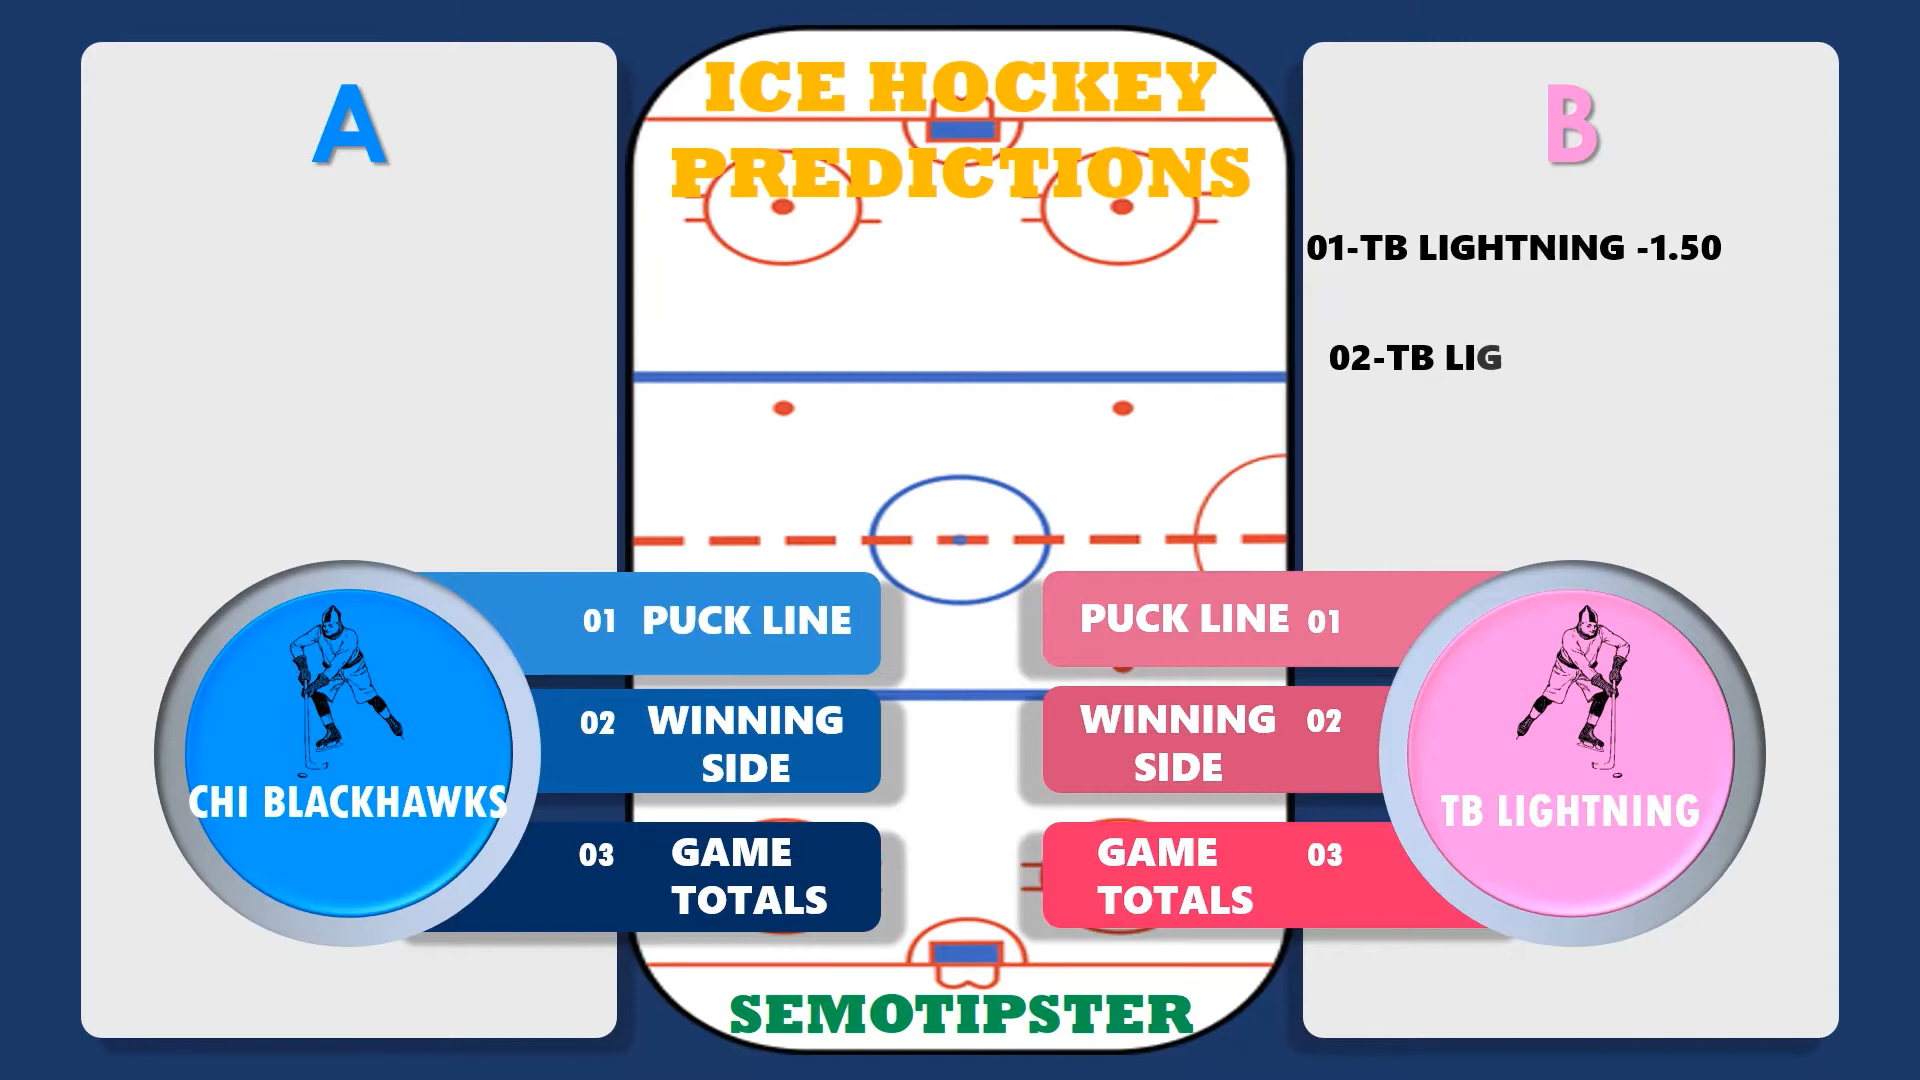 A
ICE HOCKEY
PREDICTIONS
B
01-TB LIGHTNING -1.50
02-TB LIG
01 PUCK LINE
02 WINNING
SIDE
03 GAME
TOTALS
CHI BLACKHAWKS
PUCK LINE 01
WINNING 02
SIDE
GAME 03
TOTALS
TB LIGHTNING
SEMOTIPSTER